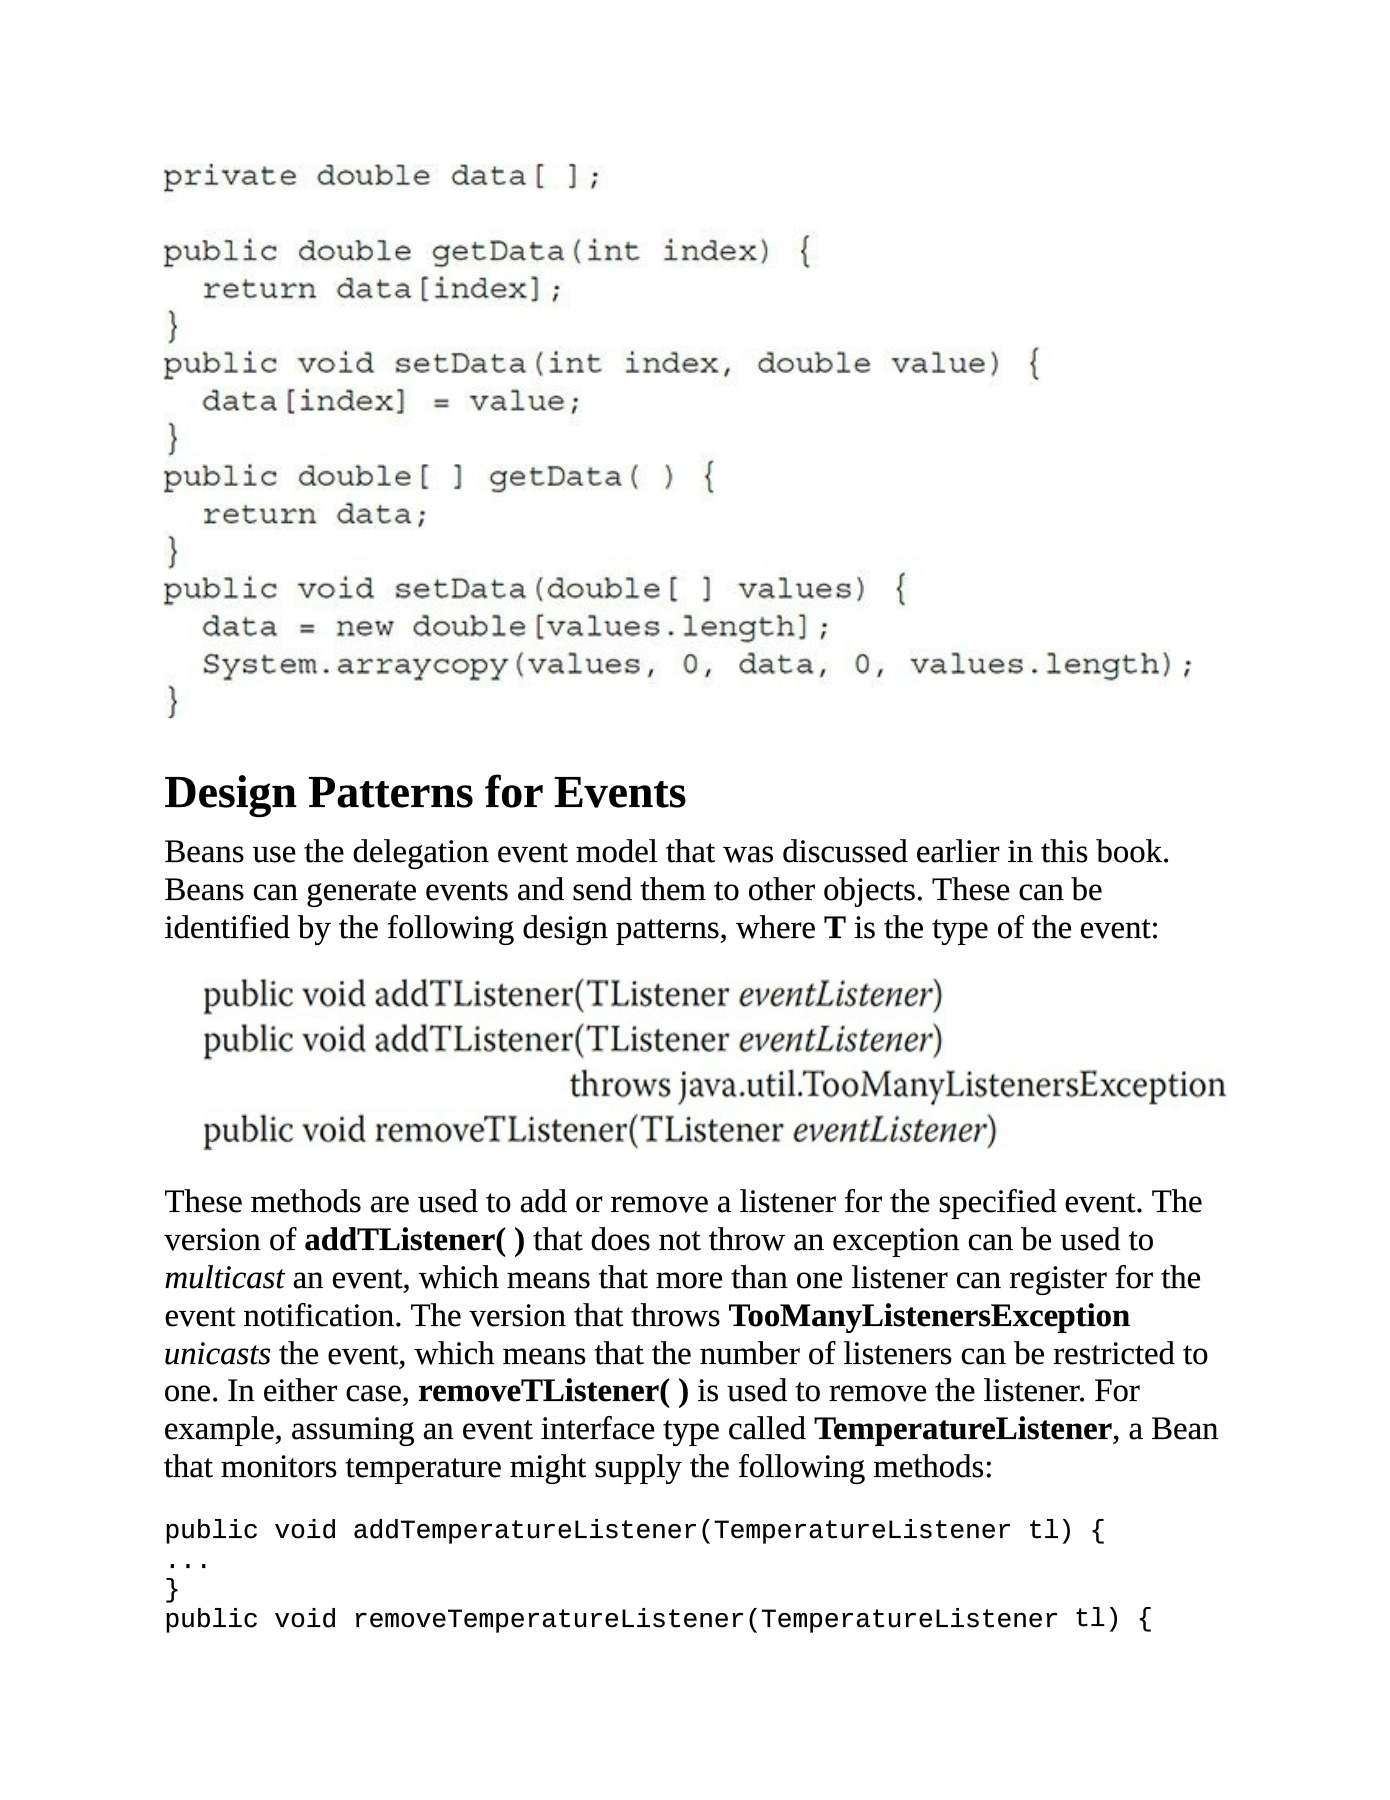 private double data[ ];

public double getData(int index) {
  return data[index];
}
public void setData(int index, double value) {
  data[index] = value;
}
public double[ ] getData( ) {
  return data;
}
public void setData(double[ ] values) {
  data = new double[values.length];
  System.arraycopy(values, 0, data, 0, values.length);
}
Design Patterns for Events
Beans use the delegation event model that was discussed earlier in this book.
Beans can generate events and send them to other objects. These can be
identified by the following design patterns, where T is the type of the event:
public void addTListener(TListener eventListener)
public void addTListener(TListener eventListener)
throws java.util.TooManyListenersException
public void removeTListener(TListener eventListener)
These methods are used to add or remove a listener for the specified event. The
version of addTListener( ) that does not throw an exception can be used to
multicast an event, which means that more than one listener can register for the
event notification. The version that throws TooManyListenersException
unicasts the event, which means that the number of listeners can be restricted to
one. In either case, removeTListener( ) is used to remove the listener. For
example, assuming an event interface type called TemperatureListener, a Bean
that monitors temperature might supply the following methods:
public void addTemperatureListener(TemperatureListener tl) {
...
}
public void removeTemperatureListener(TemperatureListener tl) {